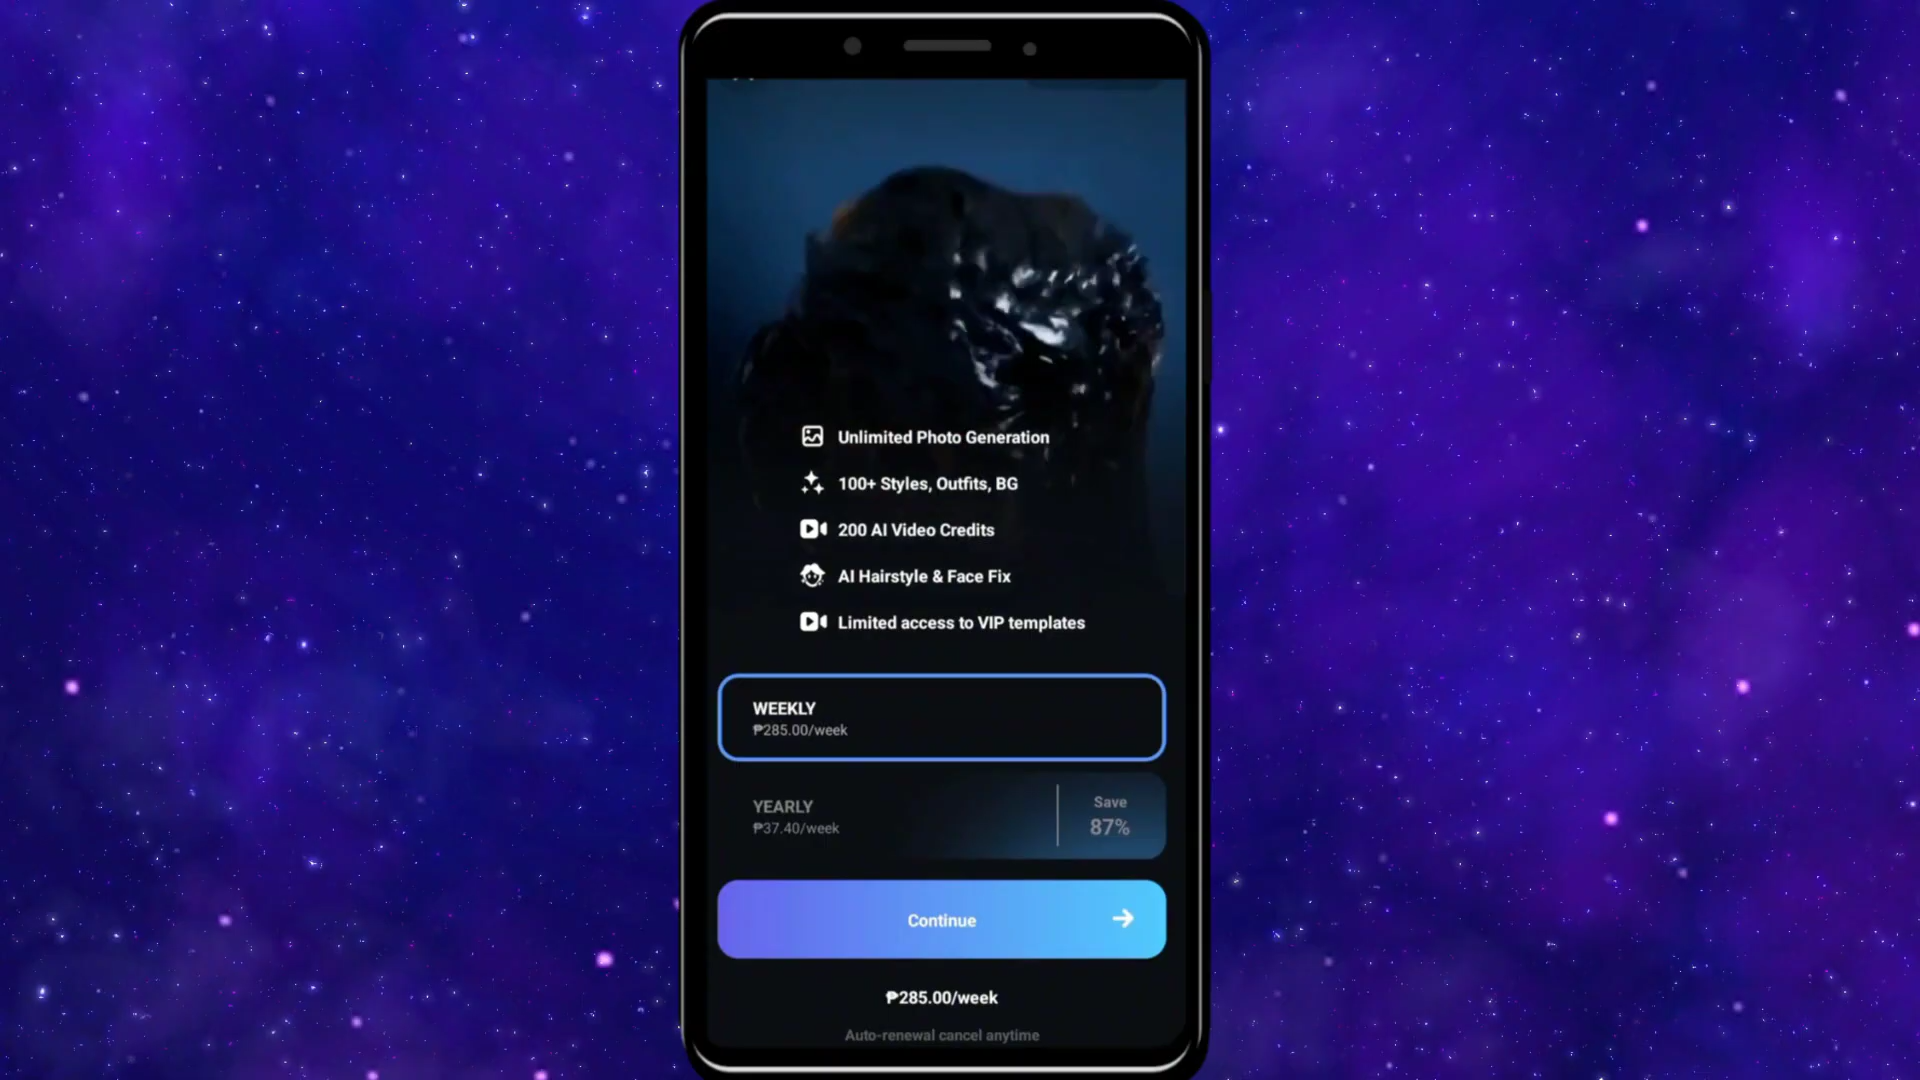 Unlimited Photo Generation
100+ Styles, Outfits, BG
200 AI Video Credits
AI Hairstyle & Face Fix
Limited access to VIP templates
WEEKLY
₱285.00/week
YEARLY
₱37.40/week
Save
87%
Continue
₱285.00/week
Auto-renewal cancel anytime